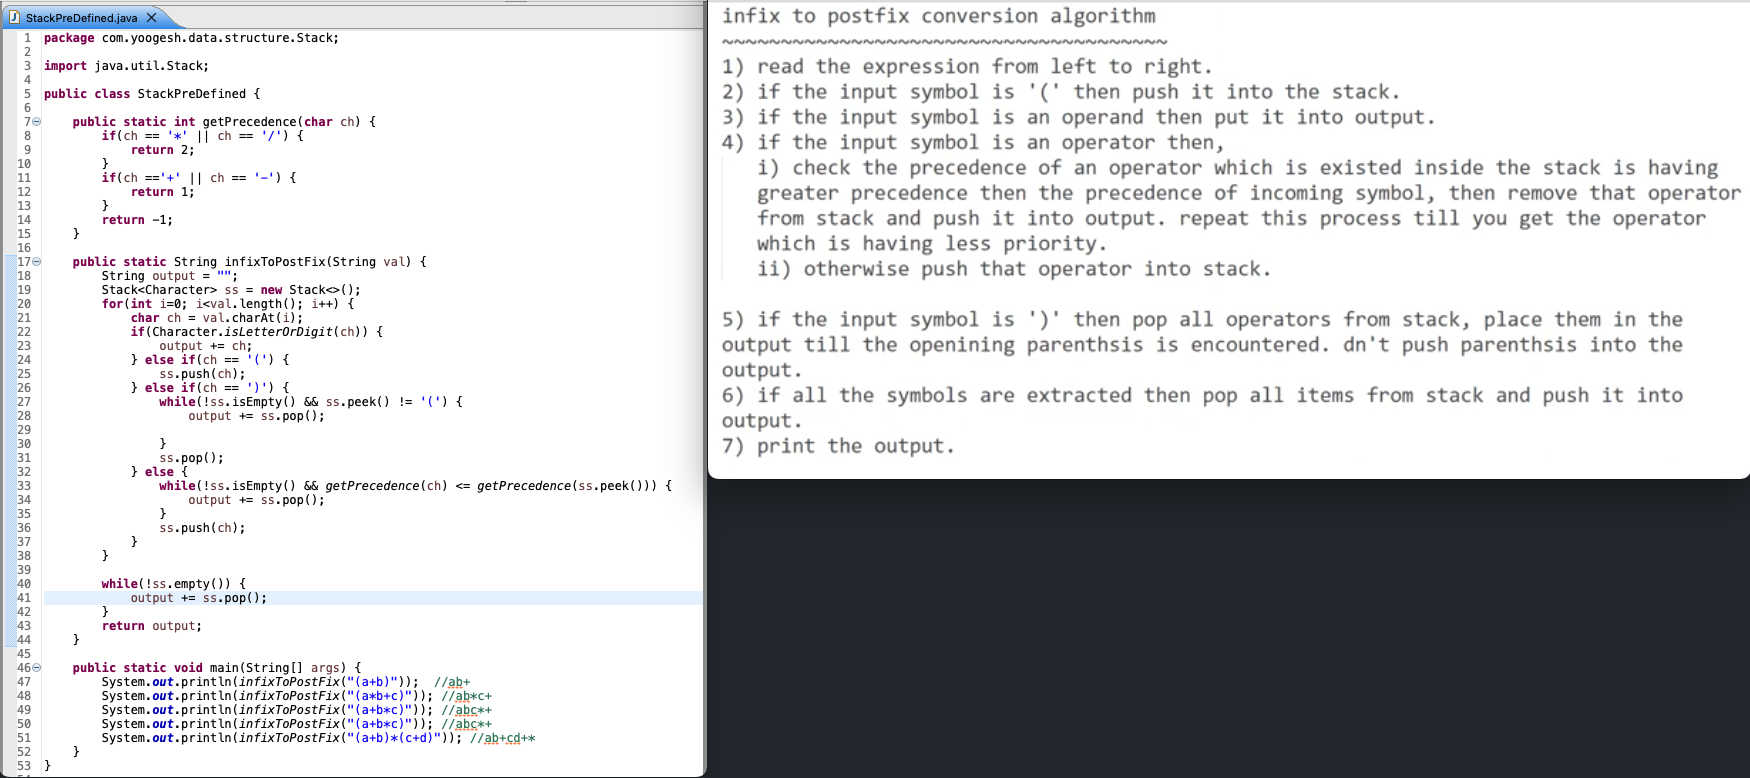 StackPreDefined.java
1 package com.yoogesh.data.structure.Stack;
2
3 import java.util.Stack;
4
5 public class StackPreDefined {
6
7 public static int getPrecedence(char ch) {
8 if(ch == '*' || ch == '/') {
9 return 2;
10 }
11 if(ch =='+' || ch == '-') {
12 return 1;
13 }
14 return -1;
15 }
16
17 public static String infixToPostFix(String val) {
18 String output = "";
19 Stack<Character> ss = new Stack<>();
20 for(int i=0; i<val.length(); i++) {
21 char ch = val.charAt(i);
22 if(Character.isLetterOrDigit(ch)) {
23 output += ch;
24 } else if(ch == '(') {
25 ss.push(ch);
26 } else if(ch == ')') {
27 while(!ss.isEmpty() && ss.peek() != '(') {
28 output += ss.pop();
29
30 }
31 ss.pop();
32 } else {
33 while(!ss.isEmpty() && getPrecedence(ch) <= getPrecedence(ss.peek())) {
34 output += ss.pop();
35 }
36 ss.push(ch);
37 }
38 }
39
40 while(!ss.empty()) {
41 output += ss.pop();
42 }
43 return output;
44 }
45
46 public static void main(String[] args) {
47 System.out.println(infixToPostFix("(a+b)")); //ab+
48 System.out.println(infixToPostFix("(a*b+c)")); //ab*c+
49 System.out.println(infixToPostFix("(a+b*c)")); //abc*+
50 System.out.println(infixToPostFix("(a+b*c)")); //abc*+
51 System.out.println(infixToPostFix("(a+b)*(c+d)")); //ab+cd+*
52 }
53 }
infix to postfix conversion algorithm
~~~~~~~~~~~~~~~~~~~~~~~~~~~~~~~~~~~~~~
1) read the expression from left to right.
2) if the input symbol is '(' then push it into the stack.
3) if the input symbol is an operand then put it into output.
4) if the input symbol is an operator then,
i) check the precedence of an operator which is existed inside the stack is having
greater precedence then the precedence of incoming symbol, then remove that operator
from stack and push it into output. repeat this process till you get the operator
which is having less priority.
ii) otherwise push that operator into stack.
5) if the input symbol is ')' then pop all operators from stack, place them in the
output till the openining parenthsis is encountered. dn't push parenthsis into the
output.
6) if all the symbols are extracted then pop all items from stack and push it into
output.
7) print the output.